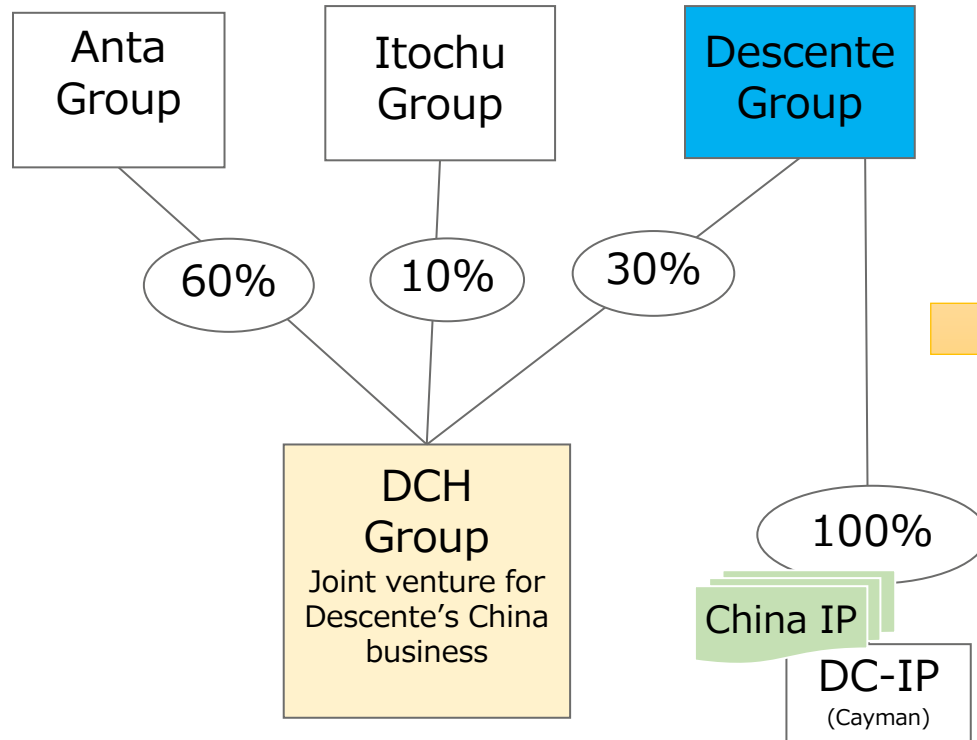 Anta
Group
Itochu
Group
Descente
Group
60%
10%
30%
DCH
Group
Joint venture for
Descente's China
business
100%
China IP
DC-IP
(Cayman)